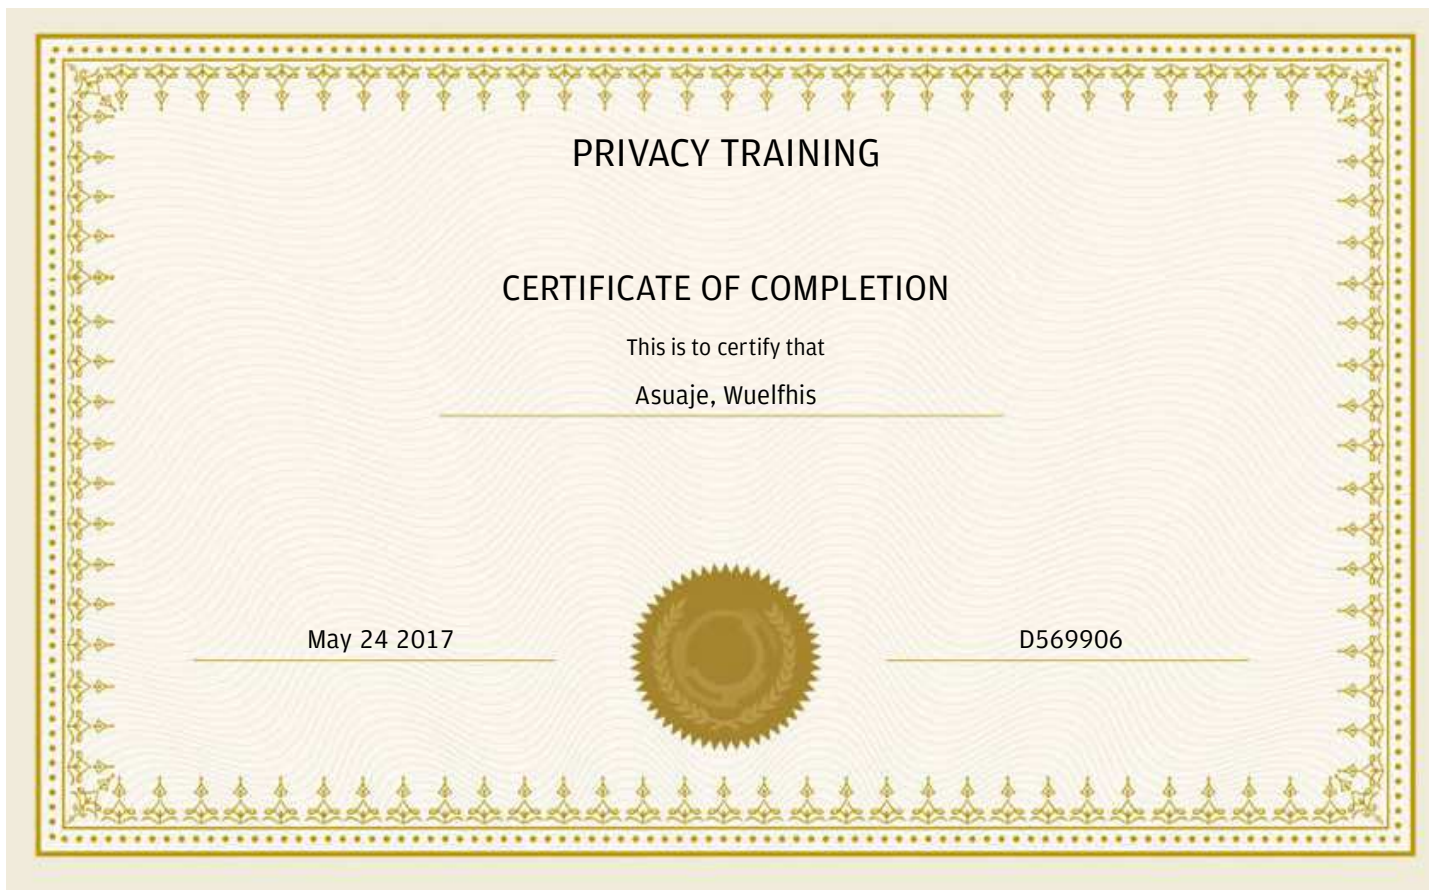 PRIVACY TRAINING
CERTIFICATE OF COMPLETION
This is to certify that
Asuaje, Wuelfhis
May 24 2017
D569906